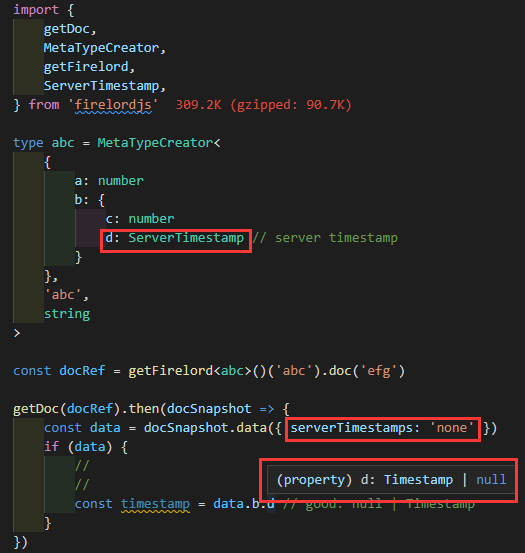 import {
getDoc,
MetaTypeCreator,
getFirelord,
ServerTimestamp,
} from 'firelordjs' 309.2K (gzipped: 90.7K)
type abc = MetaTypeCreator<
{
a: number
b: {
c: number
d: ServerTimestamp // server timestamp
}
},
'abc',
string
>
const docRef = getFirelord<abc>()('abc').doc('efg')
getDoc(docRef).then(docSnapshot => {
const data = docSnapshot.data({ serverTimestamps: 'none' })
if (data) {
//
(property) d: Timestamp | null
//
const timestamp = data.b.d // good: null | Timestamp
}
})